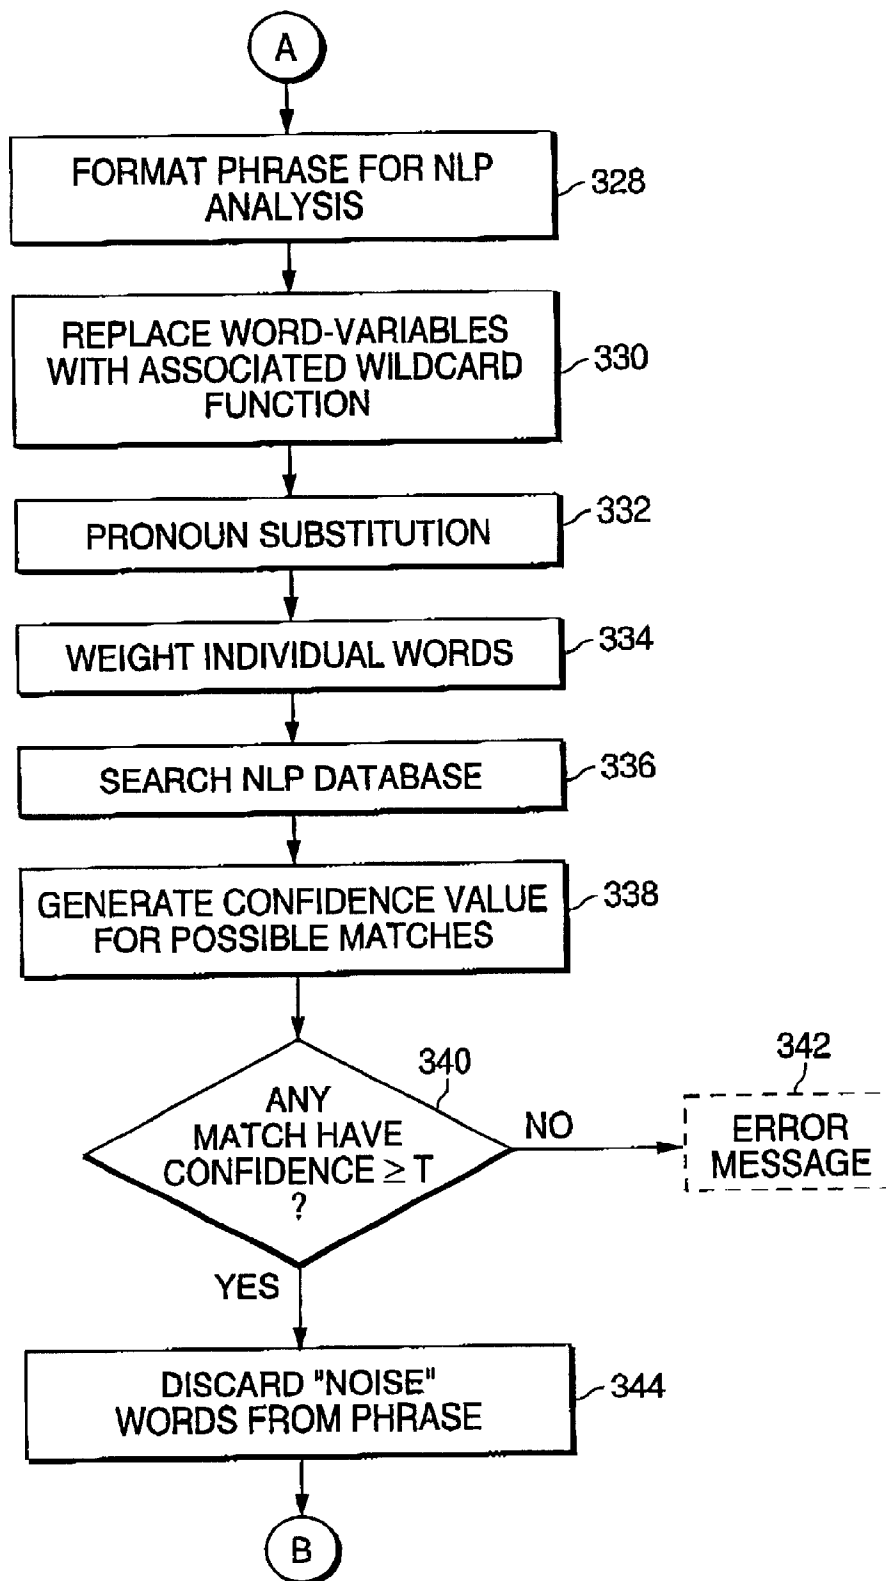 A
FORMAT PHRASE FOR NLP
ANALYSIS
328
REPLACE WORD-VARIABLES
WITH ASSOCIATED WILDCARD
FUNCTION
330
PRONOUN SUBSTITUTION
332
WEIGHT INDIVIDUAL WORDS
334
SEARCH NLP DATABASE
336
GENERATE CONFIDENCE VALUE
FOR POSSIBLE MATCHES
338
ANY
MATCH HAVE
CONFIDENCE ≥ T
?
340
NO
342
ERROR
MESSAGE
YES
DISCARD "NOISE"
WORDS FROM PHRASE
344
B